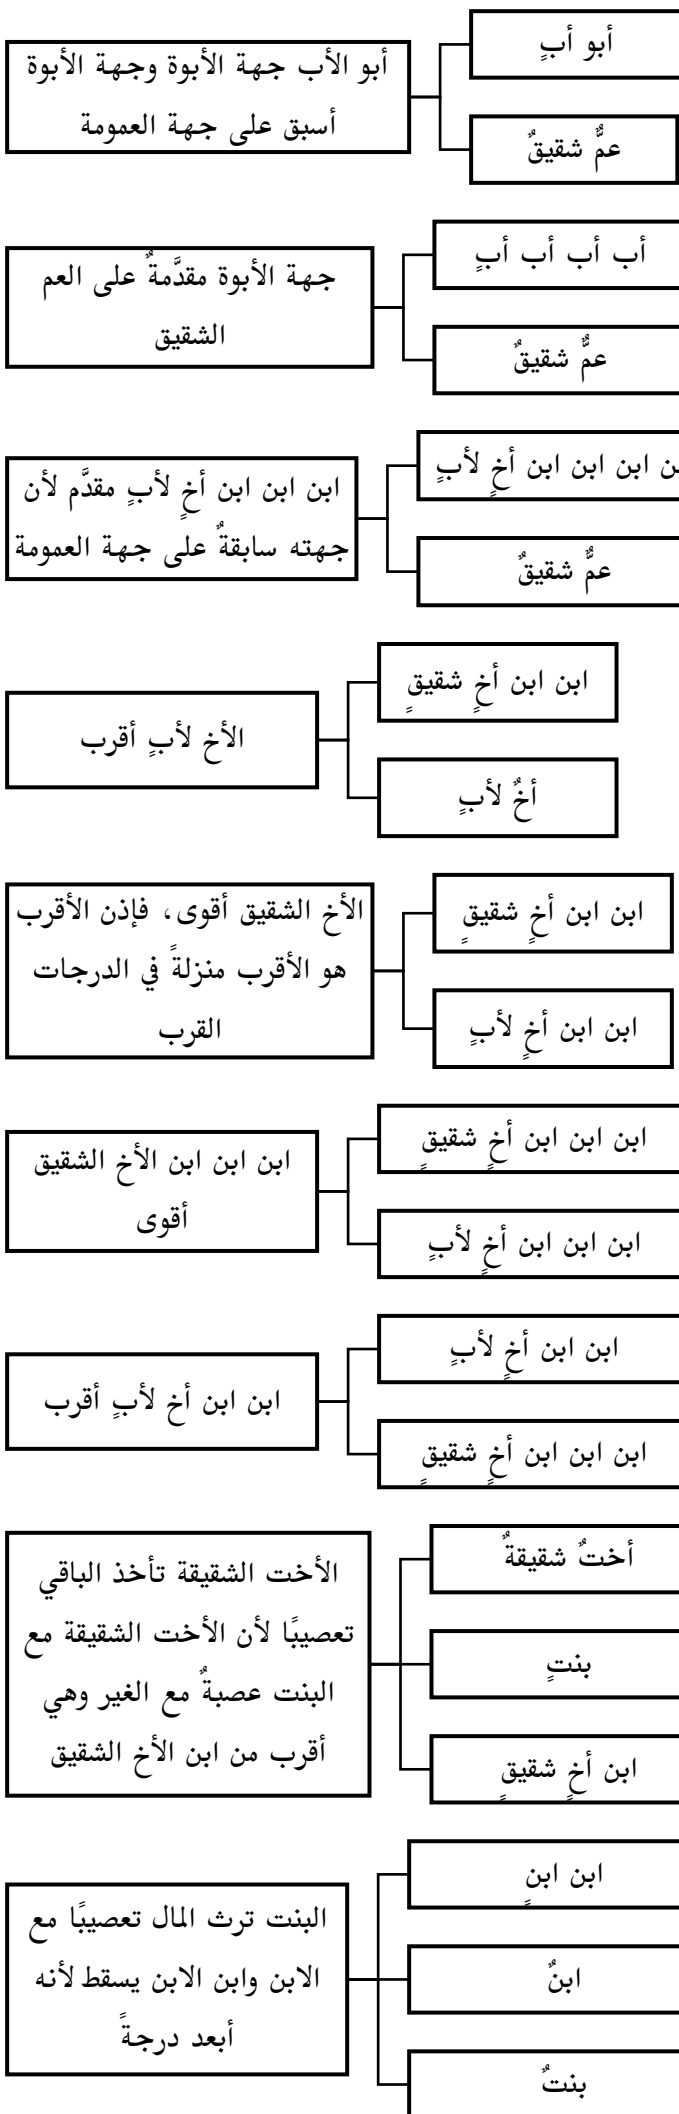 أبو أبٍ
عمٌّ شقيقٌ
أبو الأب جهة الأبوة وجهة الأبوة
أسبق على جهة العمومة
أب أب أب أبٍ
عمٌّ شقيقٌ
جهة الأبوة مقدَّمةٌ على العم
الشقيق
ابن ابن ابن أخٍ لأبٍ
عمٌّ شقيقٌ
ابن ابن ابن أخٍ لأبٍ مقدَّم لأن
جهته سابقةٌ على جهة العمومة
ابن ابن أخٍ شقيقٍ
أخٌ لأبٍ
الأخ لأبٍ أقرب
ابن ابن أخٍ شقيقٍ
ابن ابن أخٍ لأبٍ
الأخ الشقيق أقوى، فإذن الأقرب
هو الأقرب منزلةً في الدرجات
القرب
ابن ابن ابن أخٍ شقيقٍ
ابن ابن ابن أخٍ لأبٍ
ابن ابن ابن الأخ الشقيق
أقوى
ابن ابن أخٍ لأبٍ
ابن ابن ابن أخٍ شقيقٍ
ابن ابن أخ لأبٍ أقرب
أختٌ شقيقةٌ
بنتٍ
ابن أخٍ شقيقٍ
الأخت الشقيقة تأخذ الباقي
تعصيبًا لأن الأخت الشقيقة مع
البنت عصبةٌ مع الغير وهي
أقرب من ابن الأخ الشقيق
ابن ابنٍ
ابنٌ
بنتٌ
البنت ترث المال تعصيبًا مع
الابن وابن الابن يسقط لأنه
أبعد درجةً